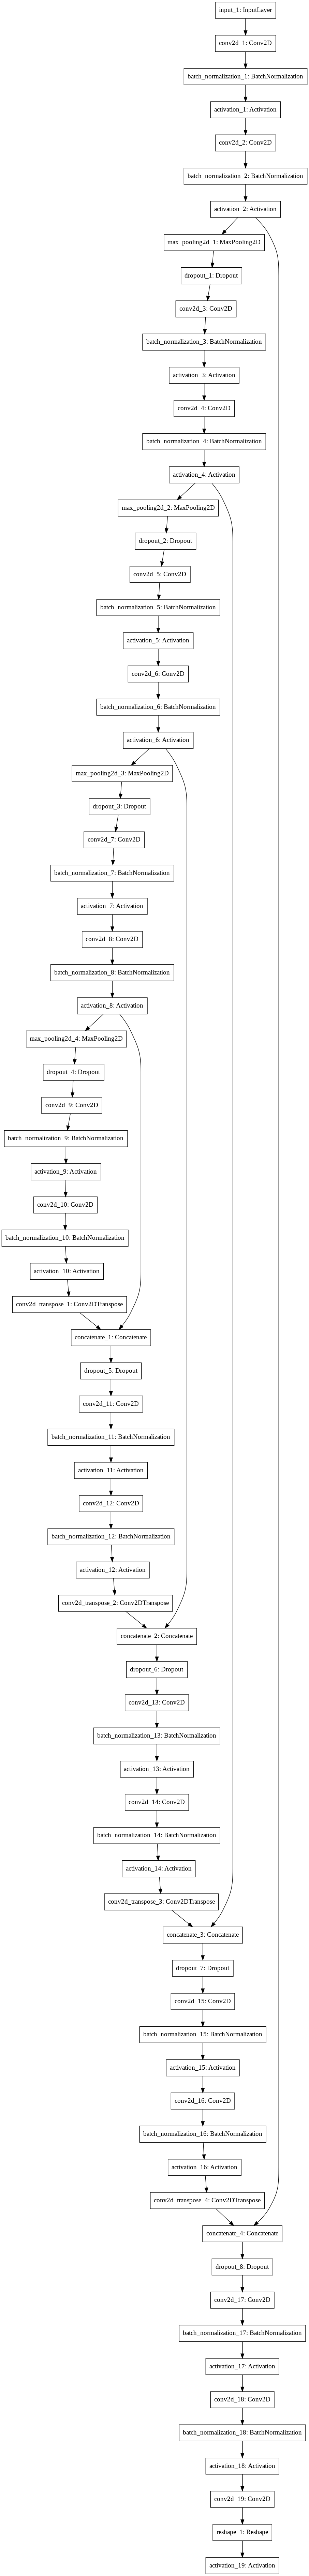 input_1: InputLayer
conv2d_1: Conv2D
batch_normalization_1: BatchNormalization
activation_1: Activation
conv2d_2: Conv2D
batch_normalization_2: BatchNormalization
activation_2: Activation
max_pooling2d_1: MaxPooling2D
dropout_1: Dropout
conv2d_3: Conv2D
batch_normalization_3: BatchNormalization
activation_3: Activation
conv2d_4: Conv2D
batch_normalization_4: BatchNormalization
activation_4: Activation
max_pooling2d_2: MaxPooling2D
dropout_2: Dropout
conv2d_5: Conv2D
batch_normalization_5: BatchNormalization
activation_5: Activation
conv2d_6: Conv2D
batch_normalization_6: BatchNormalization
activation_6: Activation
max_pooling2d_3: MaxPooling2D
dropout_3: Dropout
conv2d_7: Conv2D
batch_normalization_7: BatchNormalization
activation_7: Activation
conv2d_8: Conv2D
batch_normalization_8: BatchNormalization
activation_8: Activation
max_pooling2d_4: MaxPooling2D
dropout_4: Dropout
conv2d_9: Conv2D
batch_normalization_9: BatchNormalization
activation_9: Activation
conv2d_10: Conv2D
batch_normalization_10: BatchNormalization
activation_10: Activation
conv2d_transpose_1: Conv2DTranspose
concatenate_1: Concatenate
dropout_5: Dropout
conv2d_11: Conv2D
batch_normalization_11: BatchNormalization
activation_11: Activation
conv2d_12: Conv2D
batch_normalization_12: BatchNormalization
activation_12: Activation
conv2d_transpose_2: Conv2DTranspose
concatenate_2: Concatenate
dropout_6: Dropout
conv2d_13: Conv2D
batch_normalization_13: BatchNormalization
activation_13: Activation
conv2d_14: Conv2D
batch_normalization_14: BatchNormalization
activation_14: Activation
conv2d_transpose_3: Conv2DTranspose
concatenate_3: Concatenate
dropout_7: Dropout
conv2d_15: Conv2D
batch_normalization_15: BatchNormalization
activation_15: Activation
conv2d_16: Conv2D
batch_normalization_16: BatchNormalization
activation_16: Activation
conv2d_transpose_4: Conv2DTranspose
concatenate_4: Concatenate
dropout_8: Dropout
conv2d_17: Conv2D
batch_normalization_17: BatchNormalization
activation_17: Activation
conv2d_18: Conv2D
batch_normalization_18: BatchNormalization
activation_18: Activation
conv2d_19: Conv2D
reshape_1: Reshape
activation_19: Activation